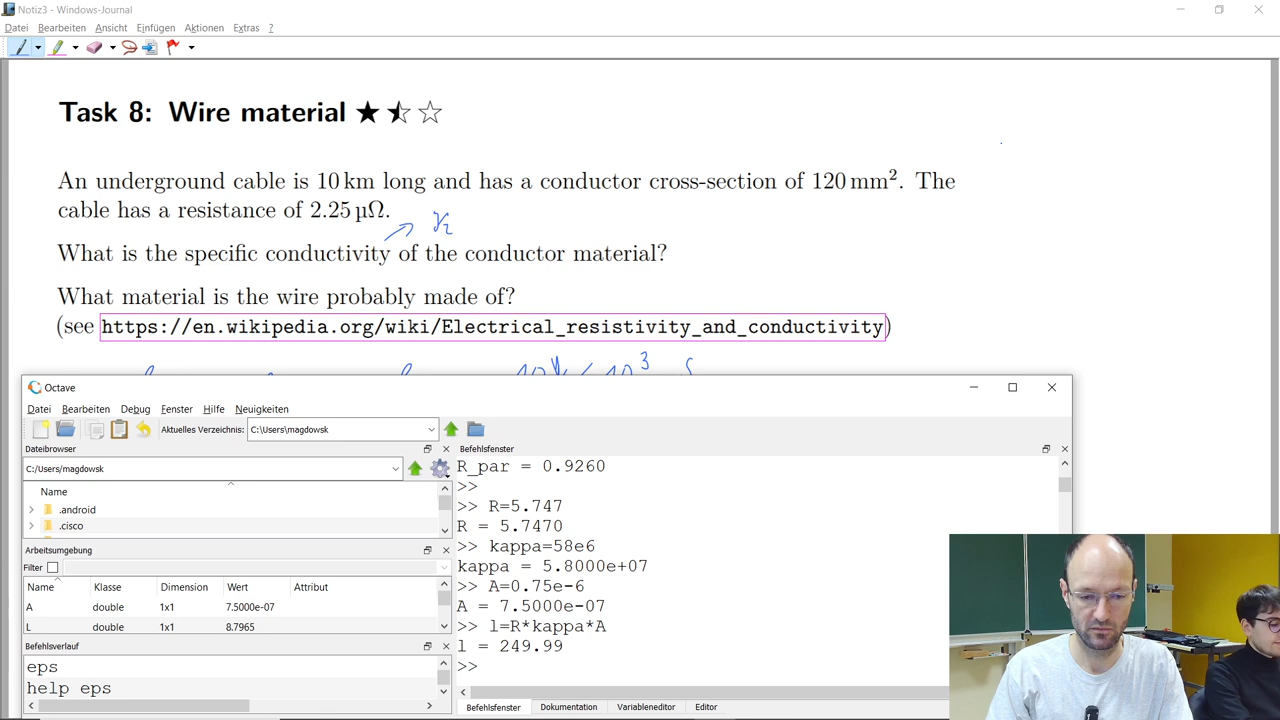 Notiz3 - Windows-Journal
Datei Bearbeiten Ansicht Einfügen Aktionen Extras ?
Task 8: Wire material ★
An underground cable is 10 km long and has a conductor cross-section of 120 mm². The
cable has a resistance of 2.25 µΩ.
What is the specific conductivity of the conductor material?
What material is the wire probably made of?
(see https://en.wikipedia.org/wiki/Electrical_resistivity_and_conductivity)
Octave
Datei Bearbeiten Debug Fenster Hilfe Neuigkeiten
Aktuelles Verzeichnis: C:\Users\magdowsk
Dateibrowser
C:/Users/magdowsk
Name
.android
.cisco
Arbeitsumgebung
Filter
Name Klasse Dimension Wert Attribut
A double 1x1 7.5000e-07
L double 1x1 8.7965
Befehlsverlauf
eps
help eps
Befehlsfenster
R_par = 0.9260
>>
>> R=5.747
R = 5.7470
>> kappa=58e6
kappa = 5.8000e+07
>> A=0.75e-6
A = 7.5000e-07
>> l=R*kappa*A
l = 249.99
>>
Befehlsfenster Dokumentation Variableneditor Editor